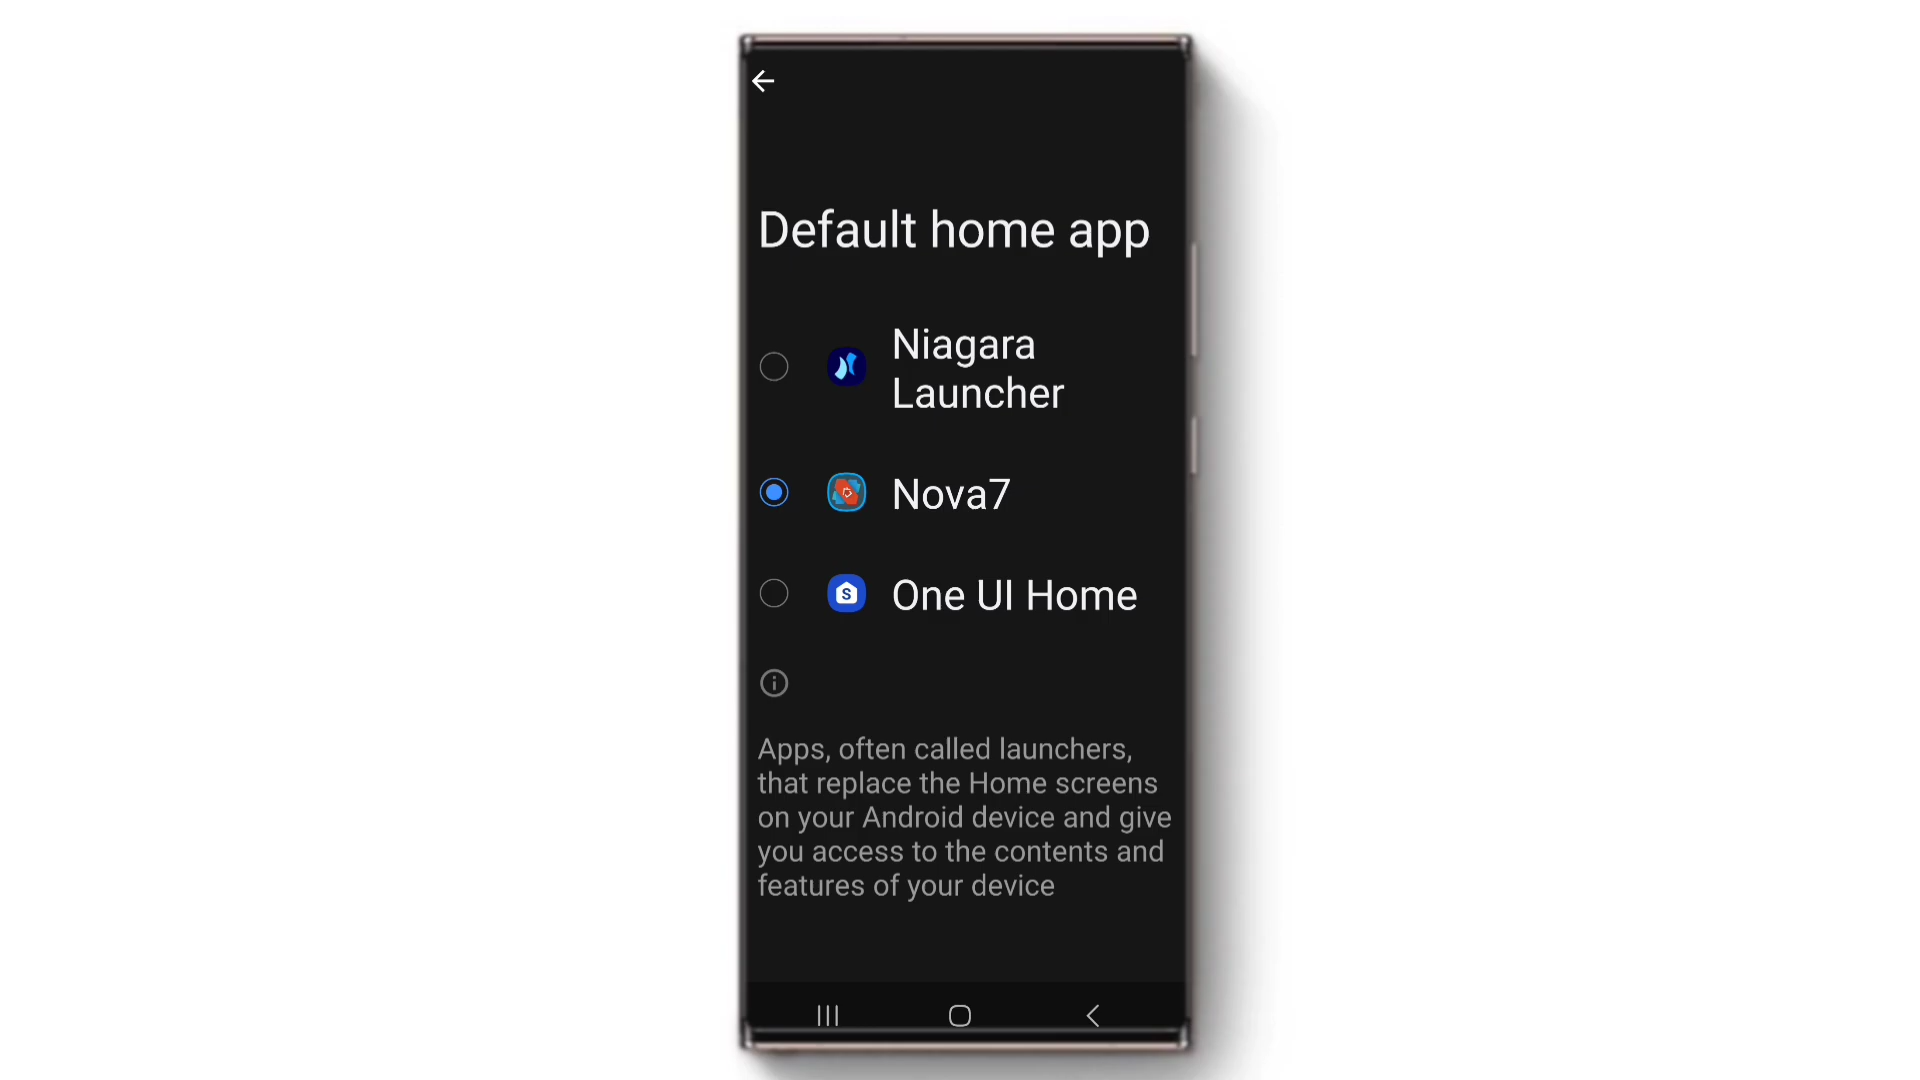 Default home app
Niagara
Launcher
Nova7
S
One UI Home
Apps, often called launchers,
that replace the Home screens
on your Android device and give
you access to the contents and
features of your device